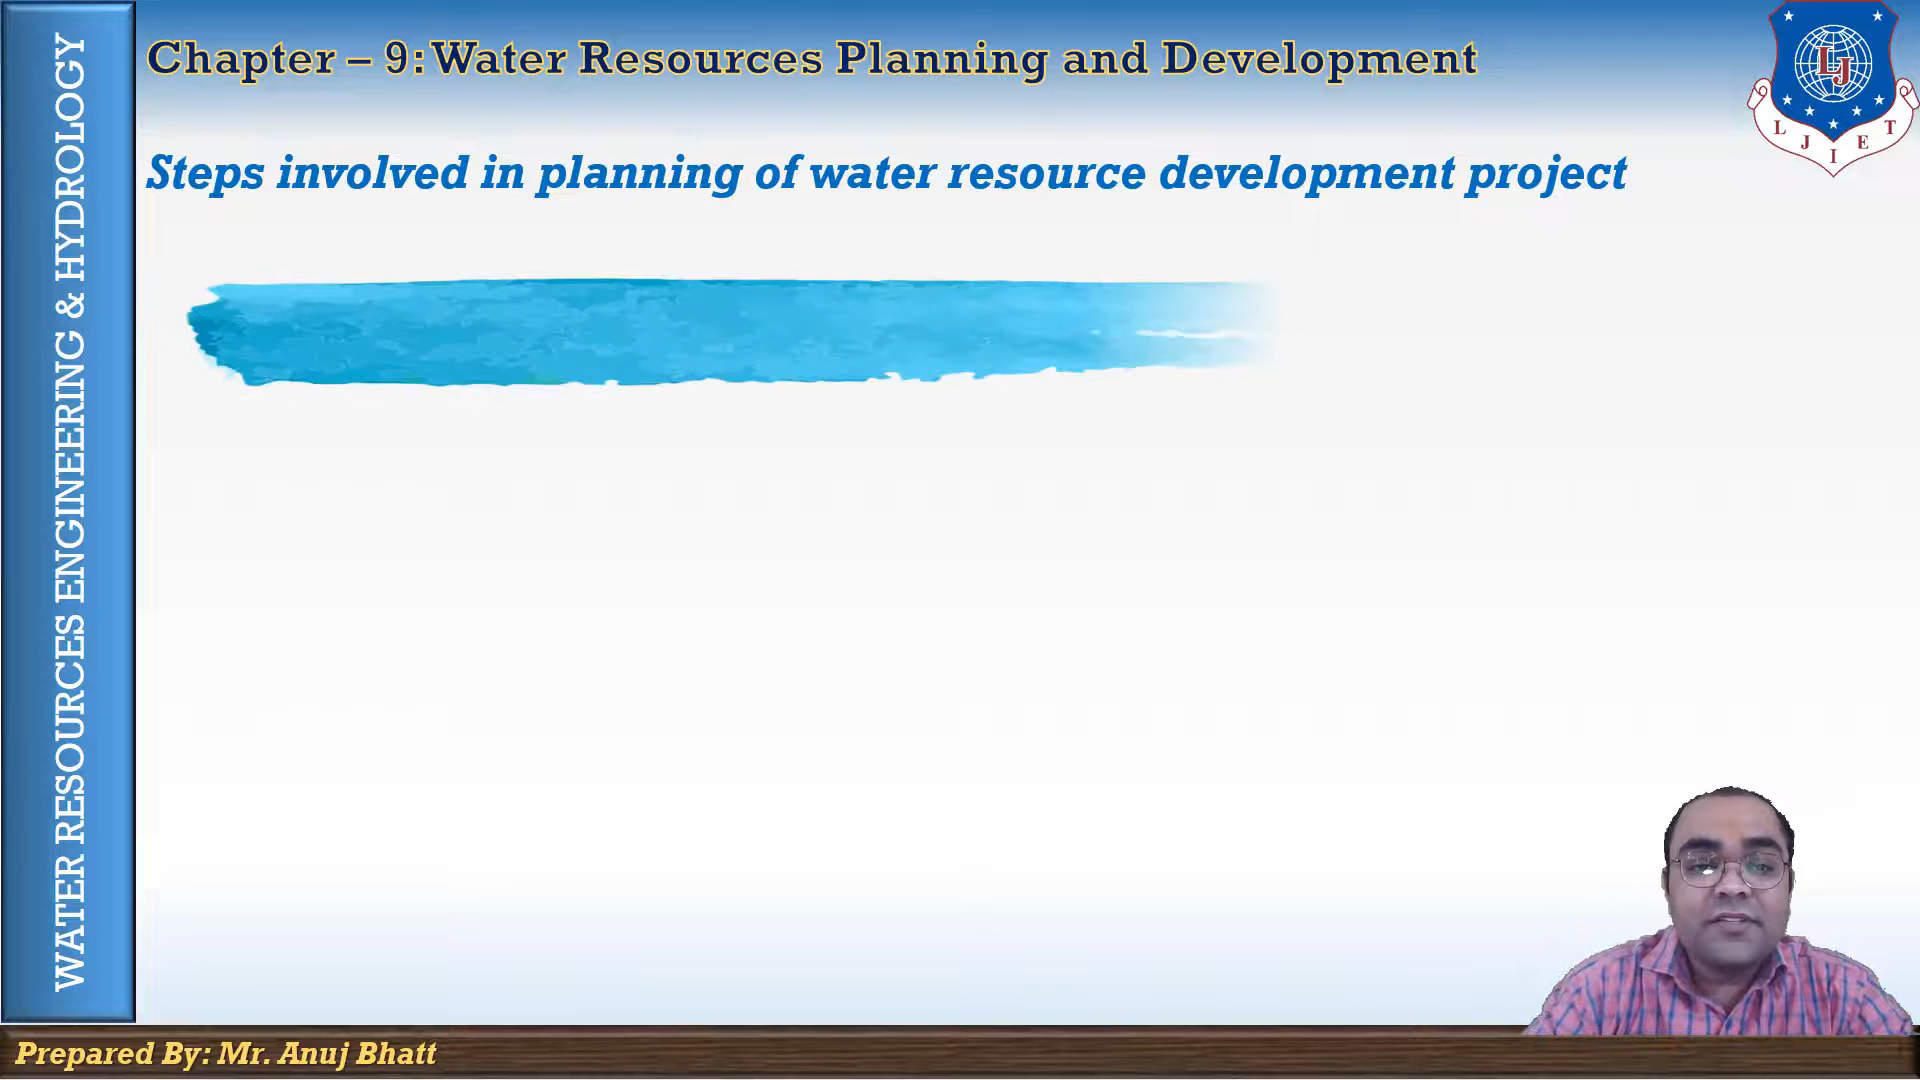 WATER RESOURCES ENGINEERING & HYDROLOGY
Chapter – 9: Water Resources Planning and Development
LJ
L J I E T
Steps involved in planning of water resource development project
Prepared By: Mr. Anuj Bhatt